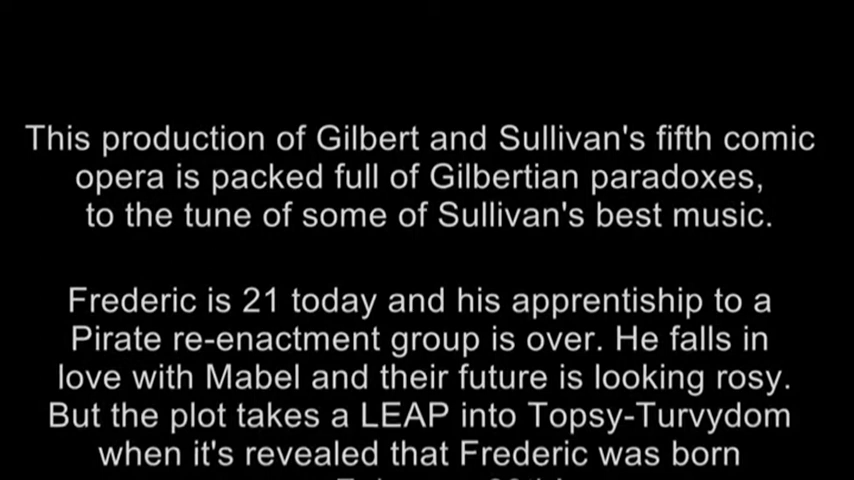 This production of Gilbert and Sullivan's fifth comic
opera is packed full of Gilbertian paradoxes,
to the tune of some of Sullivan's best music.
Frederic is 21 today and his apprentiship to a
Pirate re-enactment group is over. He falls in
love with Mabel and their future is looking rosy.
But the plot takes a LEAP into Topsy-Turvydom
when it's revealed that Frederic was born